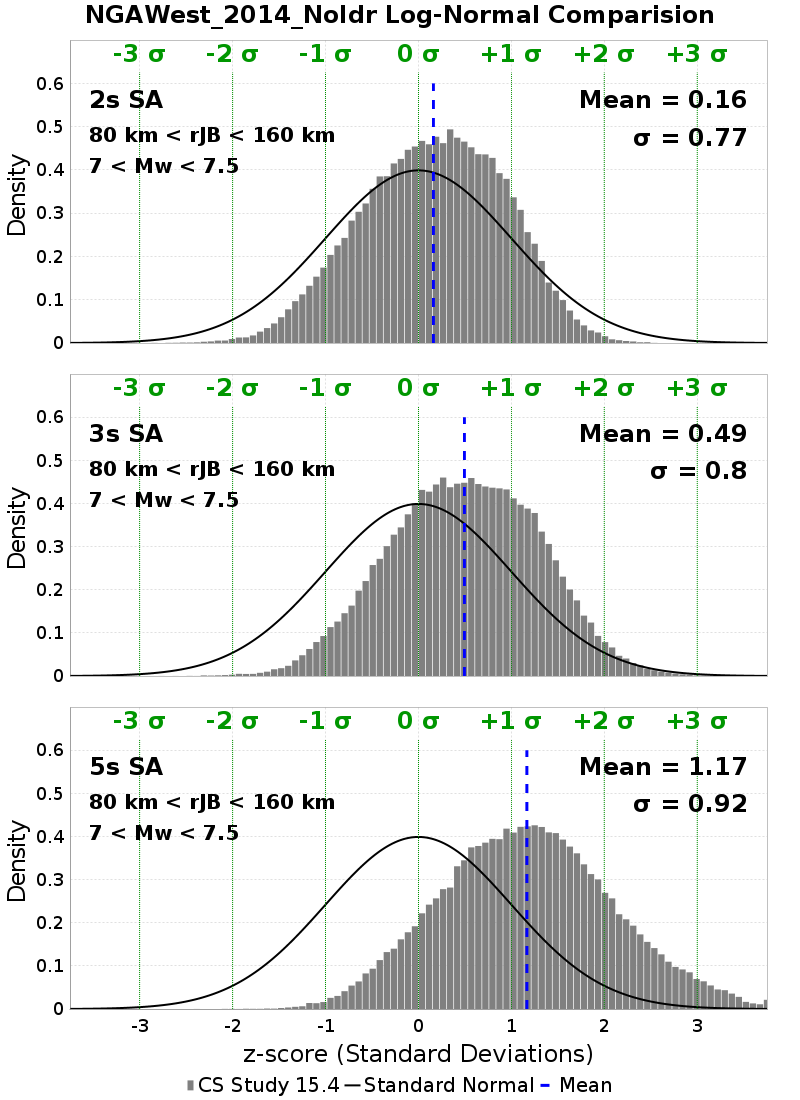 NGAWest_2014_NoIdr Log-Normal Comparision
-3 σ -2 σ -1 σ 0 σ +1 σ +2 σ +3 σ
2s SA
80 km < rJB < 160 km
7 < Mw < 7.5
Mean = 0.16
σ = 0.77
0.6
0.5
0.4
0.3
0.2
0.1
0
Density
-3 σ -2 σ -1 σ 0 σ +1 σ +2 σ +3 σ
3s SA
80 km < rJB < 160 km
7 < Mw < 7.5
Mean = 0.49
σ = 0.8
0.6
0.5
0.4
0.3
0.2
0.1
0
Density
-3 σ -2 σ -1 σ 0 σ +1 σ +2 σ +3 σ
5s SA
80 km < rJB < 160 km
7 < Mw < 7.5
Mean = 1.17
σ = 0.92
0.6
0.5
0.4
0.3
0.2
0.1
0
Density
-3 -2 -1 0 1 2 3
z-score (Standard Deviations)
CS Study 15.4 Standard Normal Mean